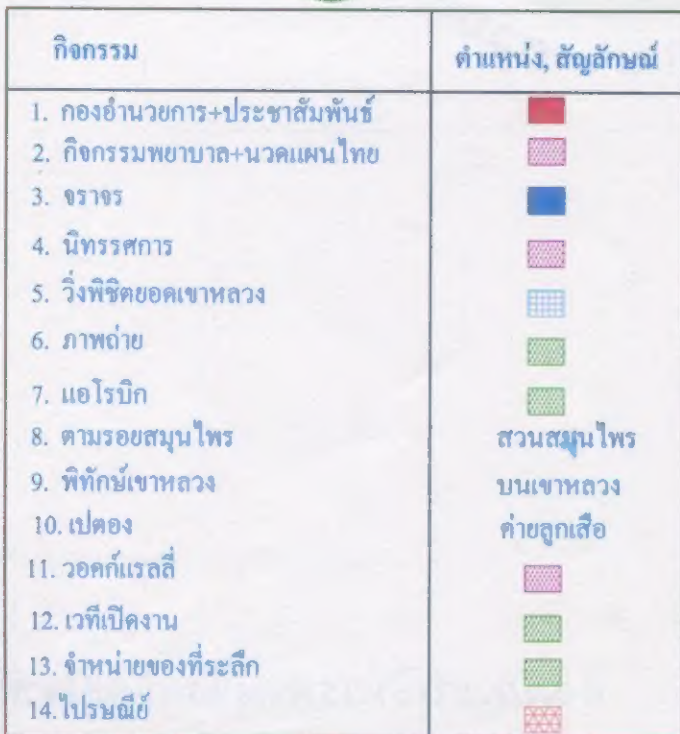 กิจกรรม ตำแหน่ง, สัญลักษณ์
1. กองอำนวยการ+ประชาสัมพันธ์
2. กิจกรรมพยาบาล+นวดแผนไทย
3. จราจร
4. นิทรรศการ
5. วิ่งพิชิตยอดเขาหลวง
6. ภาพถ่าย
7. แอโรบิก
8. ตามรอยสมุนไพร สวนสมุนไพร
9. พิทักษ์เขาหลวง บนเขาหลวง
10. เปตอง ค่ายลูกเสือ
11. วอคก์แรลลี่
12. เวทีเปิดงาน
13. จำหน่ายของที่ระลึก
14. ไปรษณีย์